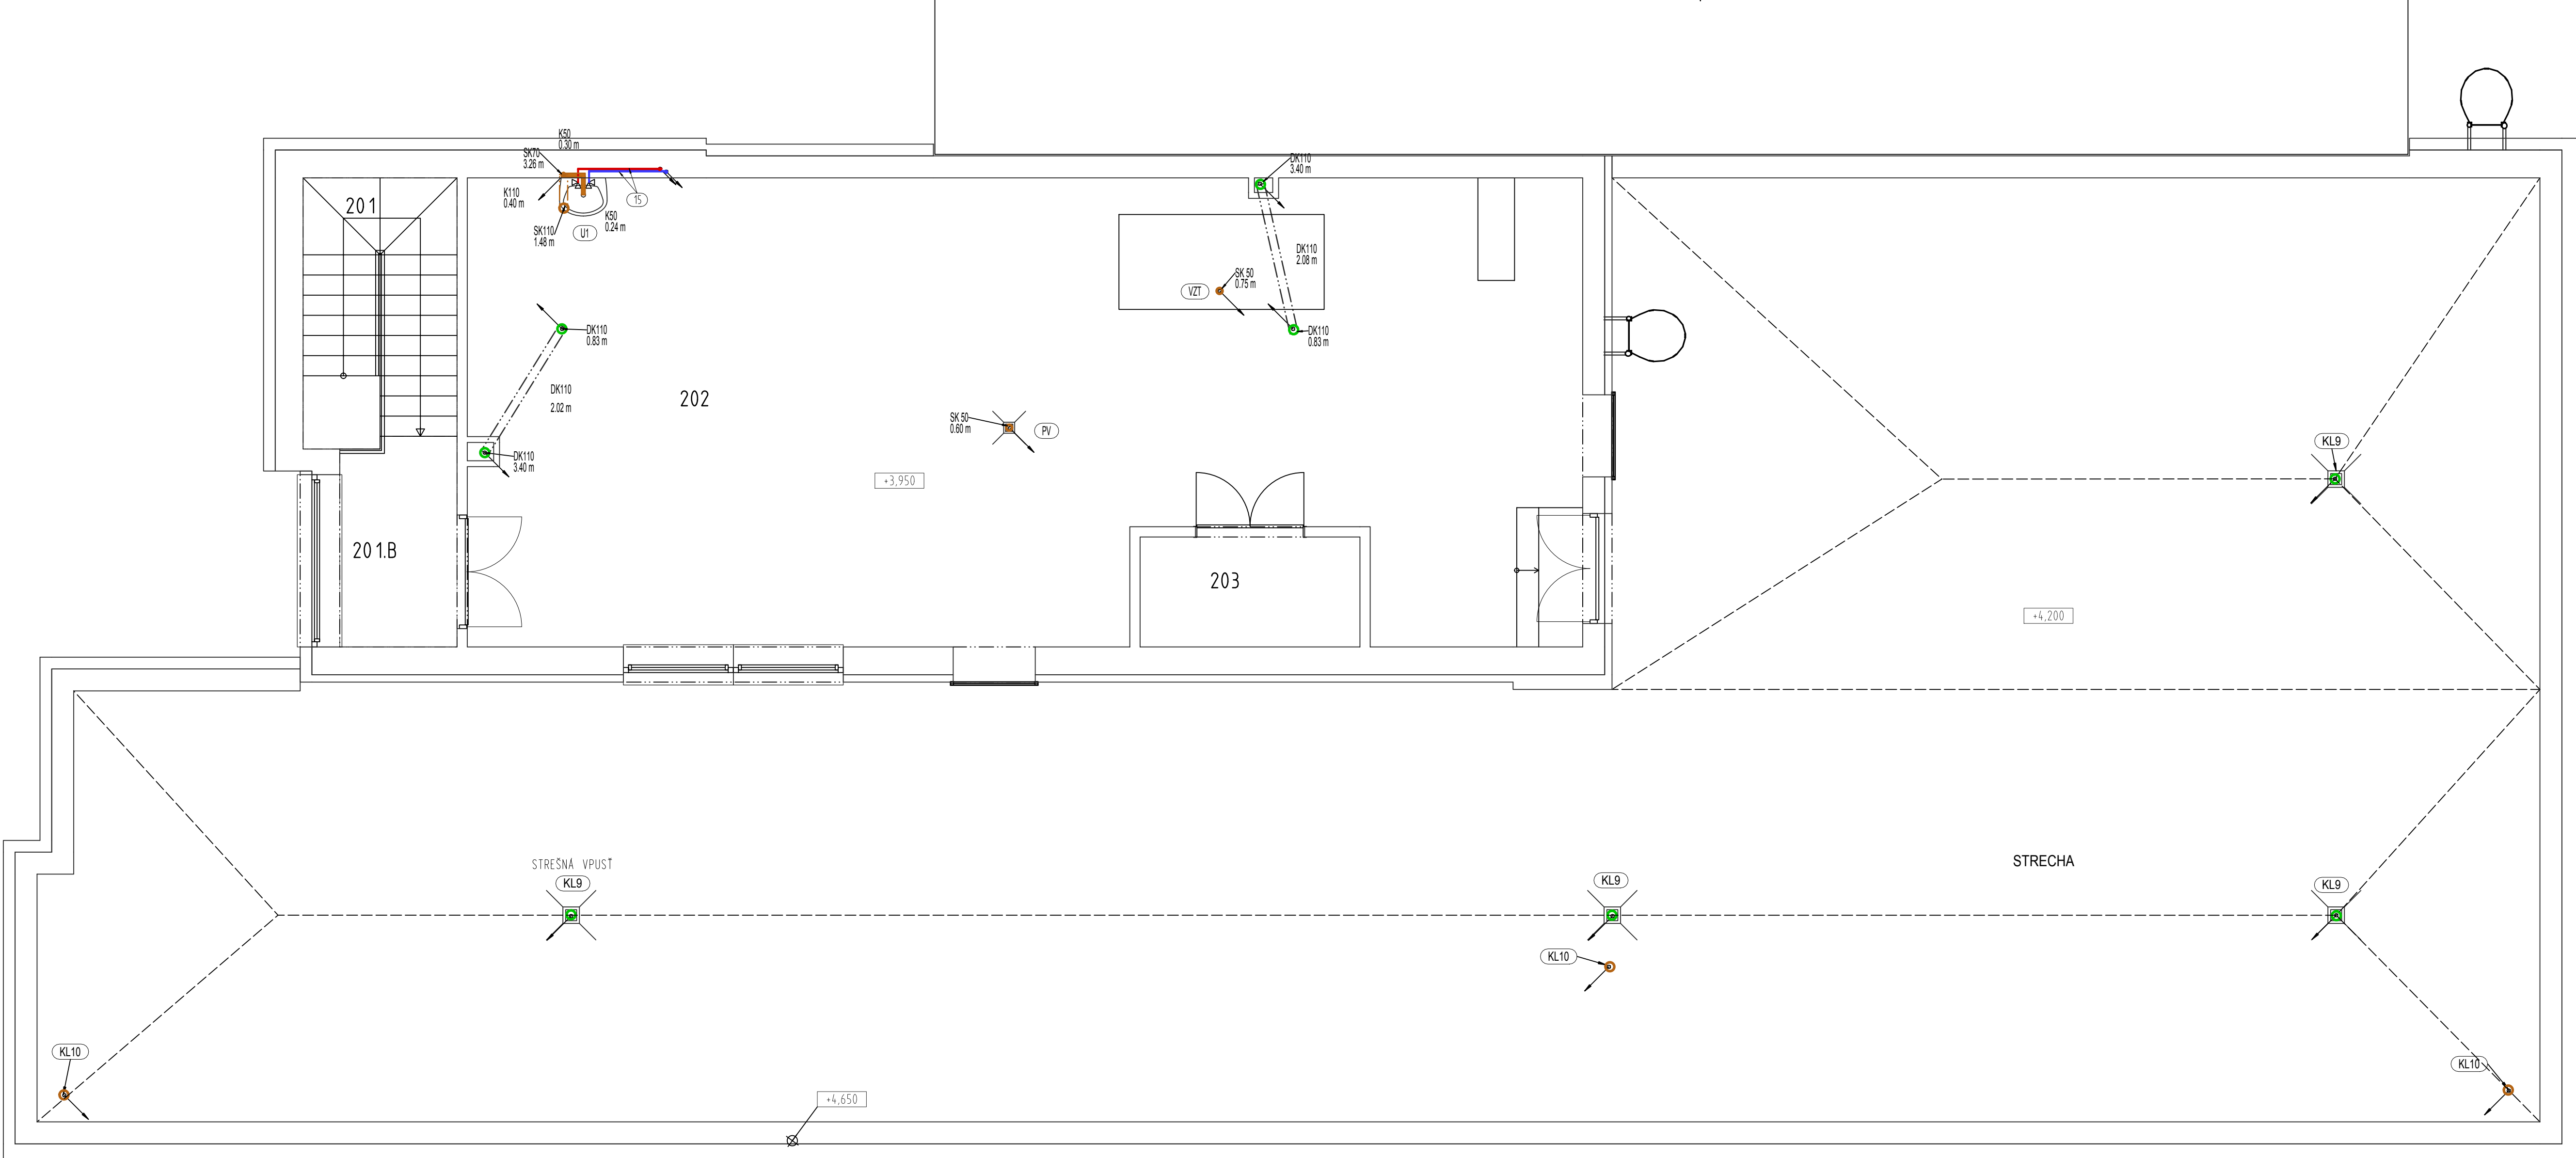 K50
0.30 m
SK70
3.26 m
K110
0.40 m
SK110
1.48 m
U1
K50
0.24 m
15
201
DK110
3.40 m
DK110
2.08 m
SK 50
0.75 m
VZT
DK110
0.83 m
DK110
0.83 m
DK110
2.02 m
202
SK 50
0.60 m
PV
DK110
3.40 m
+3,950
201.B
203
KL9
+4,200
STREŠNÁ VPUSŤ
KL9
KL9
STRECHA
KL9
KL10
KL10
KL10
+4,650